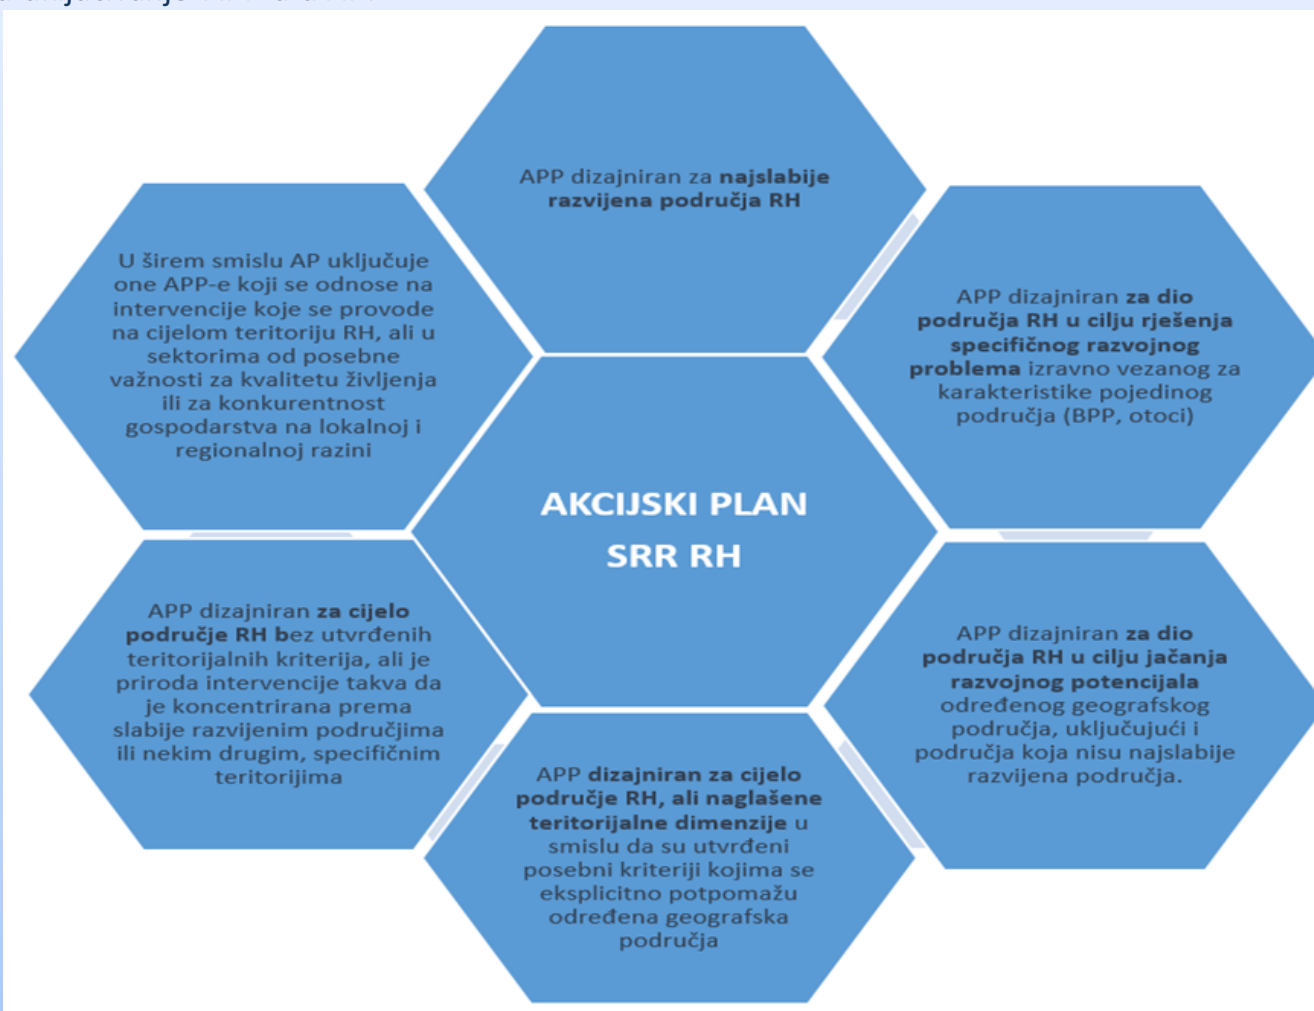 APP dizajniran za najslabije
razvijena područja RH
APP dizajniran za dio
područja RH u cilju rješenja
specifičnog razvojnog
problema izravno vezanog za
karakteristike pojedinog
područja (BPP, otoci)
APP dizajniran za dio
područja RH u cilju jačanja
razvojnog potencijala
određenog geografskog
područja, uključujući i
područja koja nisu najslabije
razvijena područja.
APP dizajniran za cijelo
područje RH, ali naglašene
teritorijalne dimenzije u
smislu da su utvrđeni
posebni kriteriji kojima se
eksplicitno potpomažu
određena geografska
područja
APP dizajniran za cijelo
područje RH bez utvrđenih
teritorijalnih kriterija, ali je
priroda intervencije takva da
je koncentrirana prema
slabije razvijenim područjima
ili nekim drugim, specifičnim
teritorijima
U širem smislu AP uključuje
one APP-e koji se odnose na
intervencije koje se provode
na cijelom teritoriju RH, ali u
sektorima od posebne
važnosti za kvalitetu življenja
ili za konkurentnost
gospodarstva na lokalnoj i
regionalnoj razini
AKCIJSKI PLAN
SRR RH